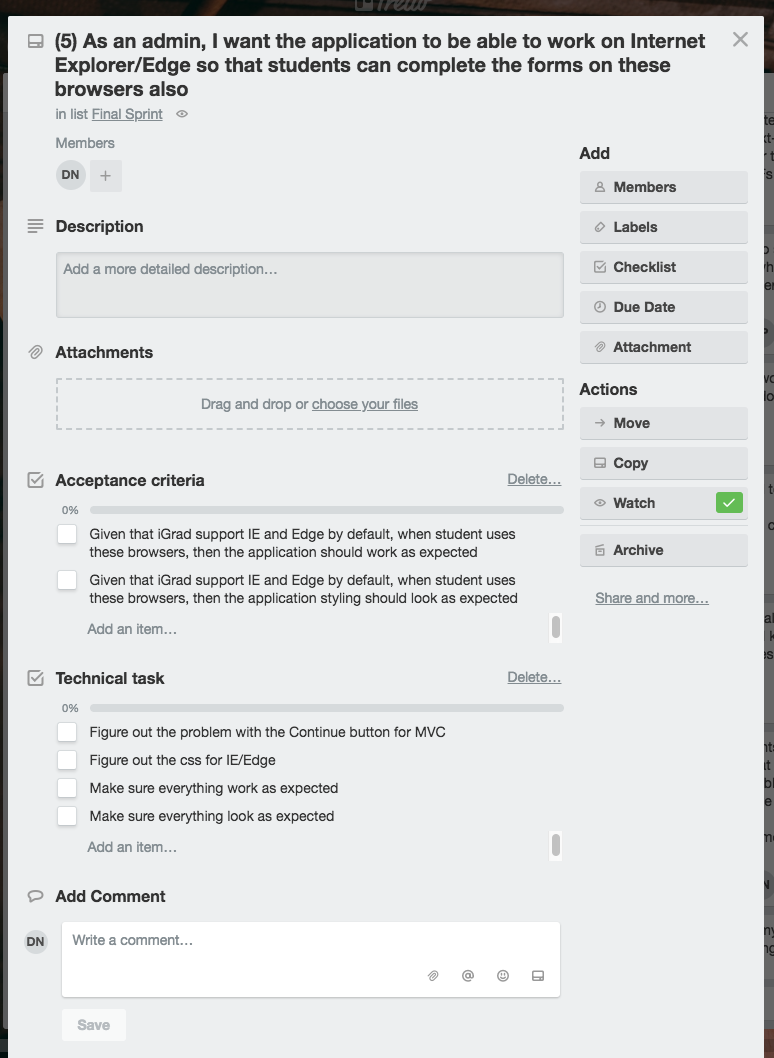 Trello
(5) As an admin, I want the application to be able to work on Internet
Explorer/Edge so that students can complete the forms on these
browsers also
in list Final Sprint
Members
DN
Add
Members
Labels
Checklist
Due Date
Attachment
Actions
Move
Copy
Watch
Archive
Share and more…
Description
Add a more detailed description…
Attachments
Drag and drop or choose your files
Acceptance criteria
Delete…
0%
Given that iGrad support IE and Edge by default, when student uses
these browsers, then the application should work as expected
Given that iGrad support IE and Edge by default, when student uses
these browsers, then the application styling should look as expected
Add an item…
Technical task
Delete…
0%
Figure out the problem with the Continue button for MVC
Figure out the css for IE/Edge
Make sure everything work as expected
Make sure everything look as expected
Add an item…
Add Comment
DN
Write a comment…
Save